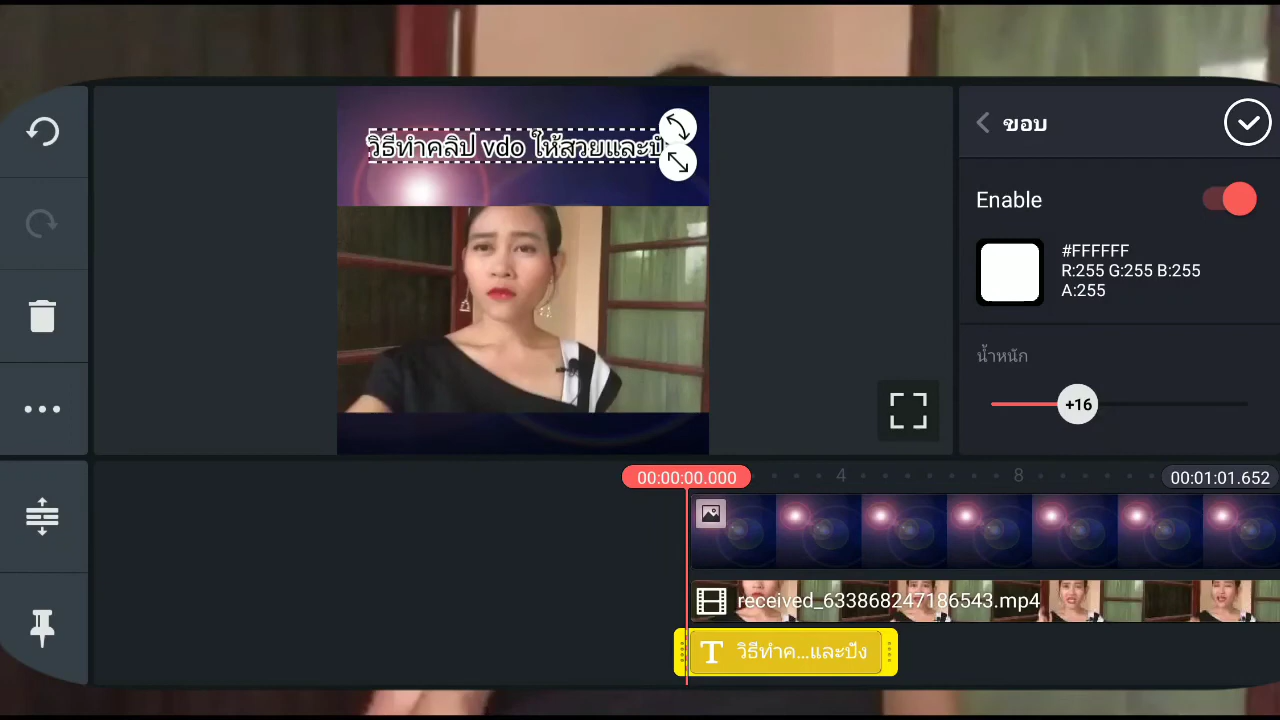 วิธีทำคลิป vdo ให้สวยและปัง
ขอบ
Enable
#FFFFFF
R:255 G:255 B:255
A:255
น้ำหนัก
+16
00:00:00.000
4
8
00:01:01.652
received_633868247186543.mp4
T วิธีทำค...และปัง